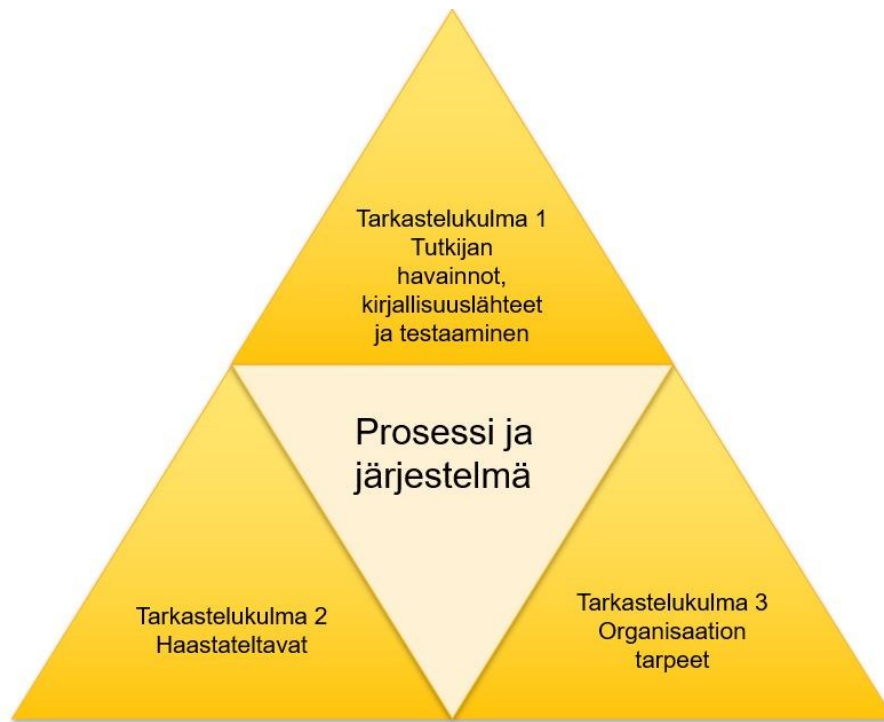 Tarkastelukulma 1
Tutkijan
havainnot,
kirjallisuuslähteet
ja testaaminen
Prosessi ja
järjestelmä
Tarkastelukulma 2
Haastateltavat
Tarkastelukulma 3
Organisaation
tarpeet